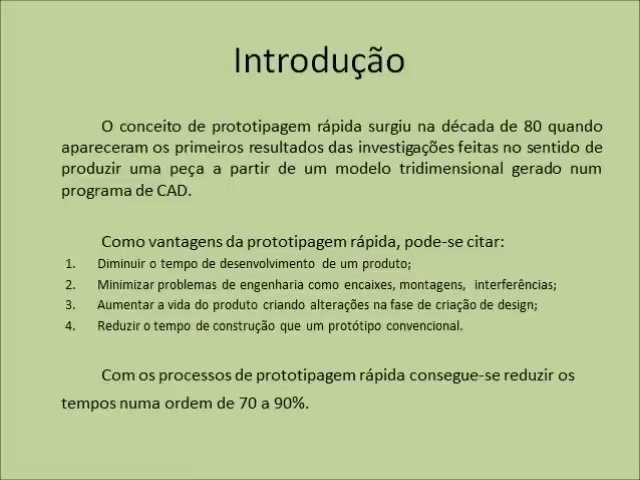 Introdução
O conceito de prototipagem rápida surgiu na década de 80 quando
apareceram os primeiros resultados das investigações feitas no sentido de
produzir uma peça a partir de um modelo tridimensional gerado num
programa de CAD.
Como vantagens da prototipagem rápida, pode-se citar:
1. Diminuir o tempo de desenvolvimento de um produto;
2. Minimizar problemas de engenharia como encaixes, montagens, interferências;
3. Aumentar a vida do produto criando alterações na fase de criação de design;
4. Reduzir o tempo de construção que um protótipo convencional.
Com os processos de prototipagem rápida consegue-se reduzir os
tempos numa ordem de 70 a 90%.